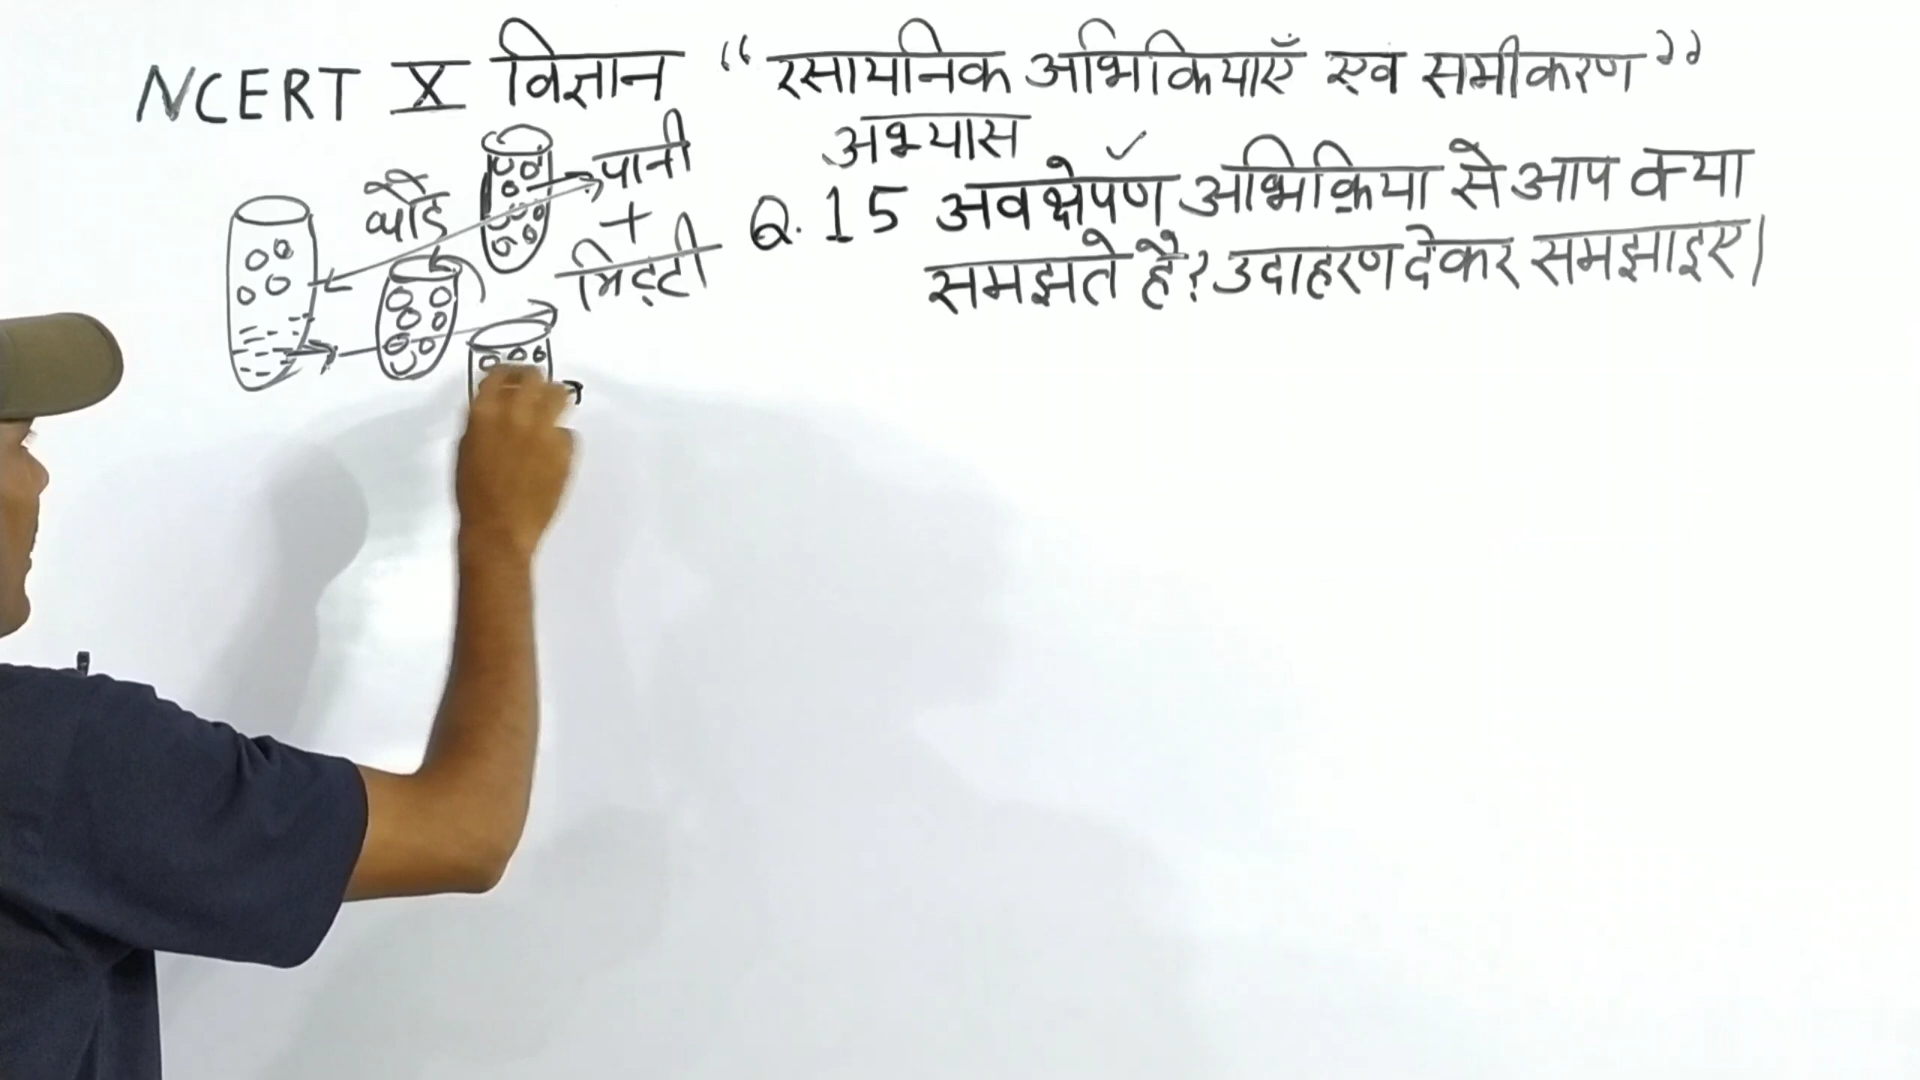 NCERT X विज्ञान “रसायनिक अभिक्रियाएँ एवं समीकरण”
अभ्यास
Q. 15 अवक्षेपण अभिक्रिया से आप क्या
समझते है? उदाहरण देकर समझाइए।
पानी
+
मिट्टी